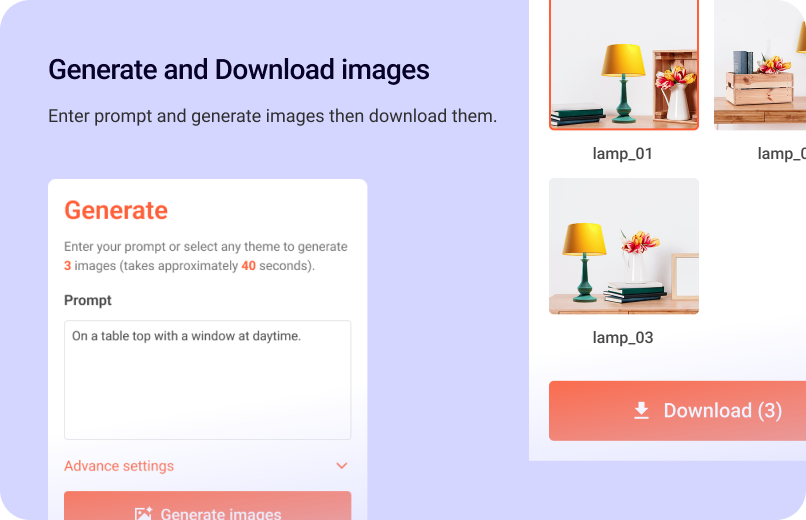 Generate and Download images
Enter prompt and generate images then download them.
Generate
Enter your prompt or select any theme to generate
3 images (takes approximately 40 seconds).
Prompt
On a table top with a window at daytime.
Advance settings
Generate images
lamp_01
lamp_0
lamp_03
Download (3)